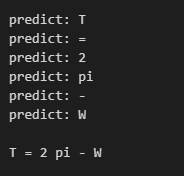 predict: T
predict: =
predict: 2
predict: pi
predict: -
predict: W
T = 2 pi - W